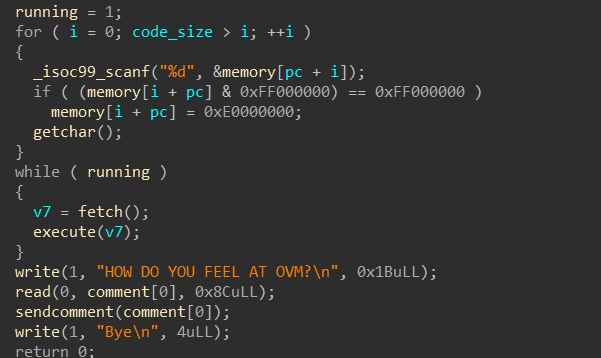 running = 1;
for ( i = 0; code_size > i; ++i )
{
  _isoc99_scanf("%d", &memory[pc + i]);
  if ( (memory[i + pc] & 0xFF000000) == 0xFF000000 )
    memory[i + pc] = 0xE0000000;
  getchar();
}
while ( running )
{
  v7 = fetch();
  execute(v7);
}
write(1, "HOW DO YOU FEEL AT OVM?\n", 0x1BuLL);
read(0, comment[0], 0x8CuLL);
sendcomment(comment[0]);
write(1, "Bye\n", 4uLL);
return 0;